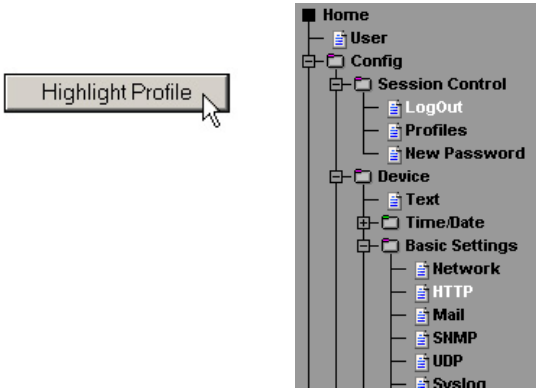 Highlight Profile
Home
User
Config
Session Control
LogOut
Profiles
New Password
Device
Text
Time/Date
Basic Settings
Network
HTTP
Mail
SNMP
UDP
Syslog